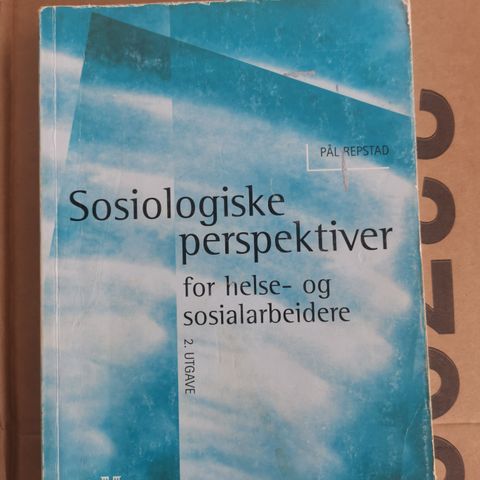 PÅL REPSTAD
Sosiologiske
perspektiver
for helse- og
sosialarbeidere
2. UTGAVE